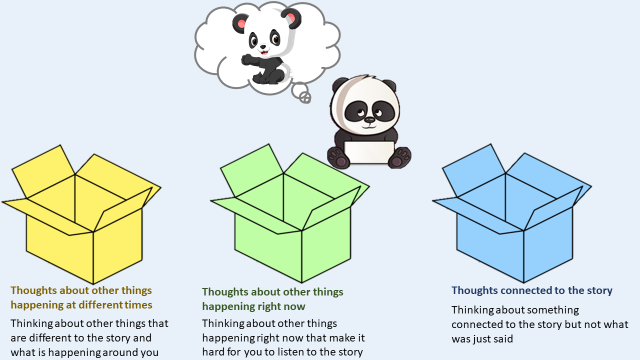 Thoughts about other things
happening at different times
Thinking about other things that
are different to the story and
what is happening around you
Thoughts about other things
happening right now
Thinking about other things
happening right now that make it
hard for you to listen to the story
Thoughts connected to the story
Thinking about something
connected to the story but not what
was just said